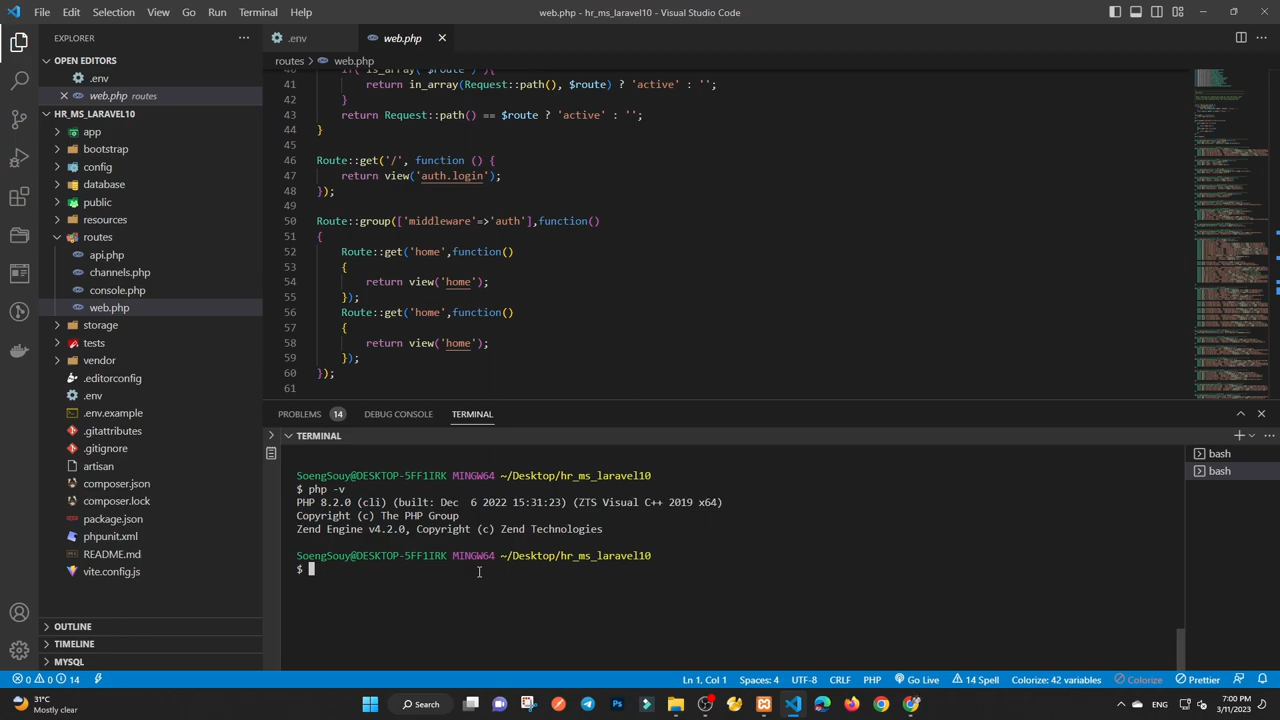 File Edit Selection View Go Run Terminal Help
web.php - hr_ms_laravel10 - Visual Studio Code
EXPLORER
OPEN EDITORS
.env
web.php routes
HR_MS_LARAVEL10
app
bootstrap
config
database
public
resources
routes
api.php
channels.php
console.php
web.php
storage
tests
vendor
.editorconfig
.env
.env.example
.gitattributes
.gitignore
artisan
composer.json
composer.lock
package.json
phpunit.xml
README.md
vite.config.js
OUTLINE
TIMELINE
MYSQL
.env
web.php
routes > web.php
40 if( is_array( $route ) ){
41 return in_array(Request::path(), $route) ? 'active' : '';
42 }
43 return Request::path() == $route ? 'active' : '';
44 }
45
46 Route::get('/', function () {
47 return view('auth.login');
48 });
49
50 Route::group(['middleware'=>'auth'],function()
51 {
52 Route::get('home',function()
53 {
54 return view('home');
55 });
56 Route::get('home',function()
57 {
58 return view('home');
59 });
60 });
61
PROBLEMS 14 DEBUG CONSOLE TERMINAL
TERMINAL
SoengSouy@DESKTOP-5FF1IRK MINGW64 ~/Desktop/hr_ms_laravel10
$ php -v
PHP 8.2.0 (cli) (built: Dec 6 2022 15:31:23) (ZTS Visual C++ 2019 x64)
Copyright (c) The PHP Group
Zend Engine v4.2.0, Copyright (c) Zend Technologies
SoengSouy@DESKTOP-5FF1IRK MINGW64 ~/Desktop/hr_ms_laravel10
$
bash
bash
0 0 14
Ln 1, Col 1 Spaces: 4 UTF-8 CRLF PHP Go Live 14 Spell Colorize: 42 variables Colorize Prettier
31°C
Mostly clear
Search
ENG
7:00 PM
3/11/2023